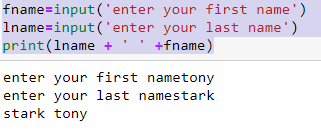 fname=input('enter your first name')
lname=input('enter your last name')
print(lname + ' ' +fname)
enter your first nametony
enter your last namestark
stark tony